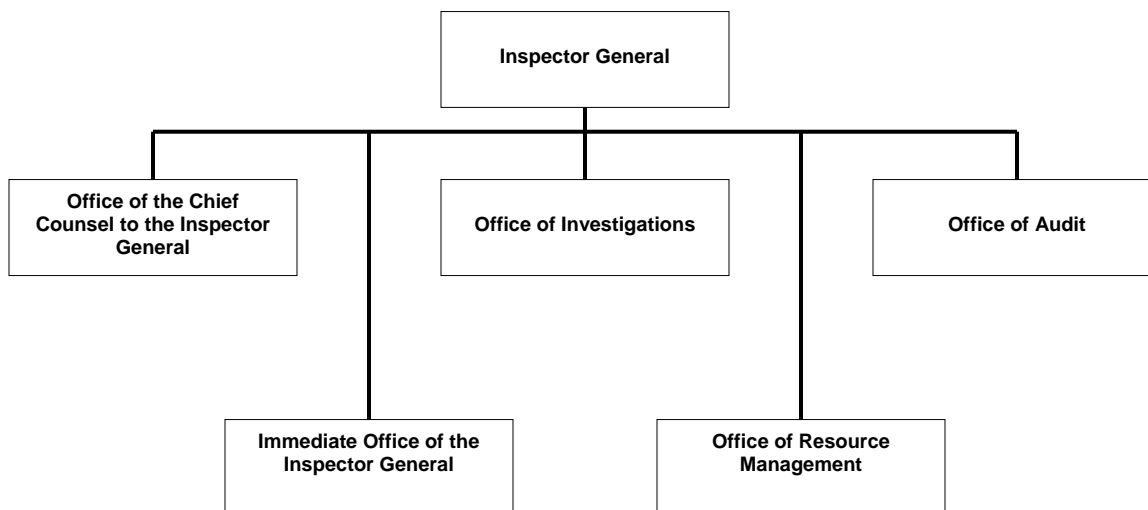 Inspector General
Office of the Chief
Counsel to the Inspector
General
Office of Investigations
Office of Audit
Immediate Office of the
Inspector General
Office of Resource
Management